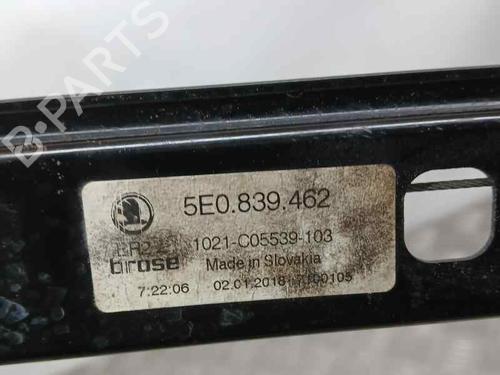 B-PARTS
5E0.839.462
1021-C05539-103
brose
Made in Slovakia
7:22:06
02.01.2018